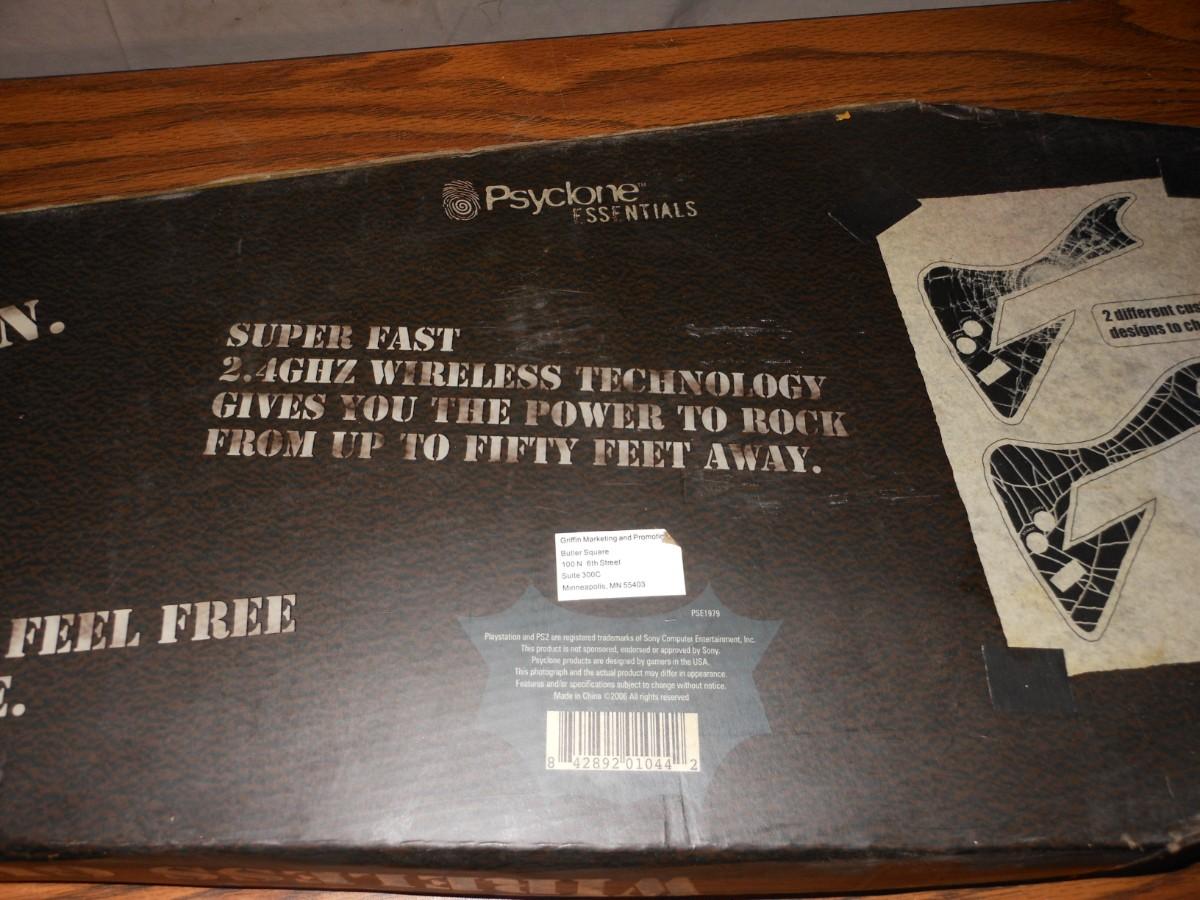 Psyclone™
ESSENTIALS
N.
SUPER FAST
2.4GHZ WIRELESS TECHNOLOGY
GIVES YOU THE POWER TO ROCK
FROM UP TO FIFTY FEET AWAY.
2 different
designs to
Griffin Marketing and
Butler Square
100 N 6th Street
Suite 300C
Minneapolis, MN 55403
FEEL FREE
E.
PSE1979
Playstation and PS2 are registered trademarks of Sony Computer Entertainment, Inc.
This product is not sponsored, endorsed or approved by Sony.
Psyclone products are designed by gamers in the USA.
This photograph and the actual product may differ in appearance.
Features and/or specifications subject to change without notice.
Made in China ©2006 All rights reserved
8 42892 01044 2
WIRELESS